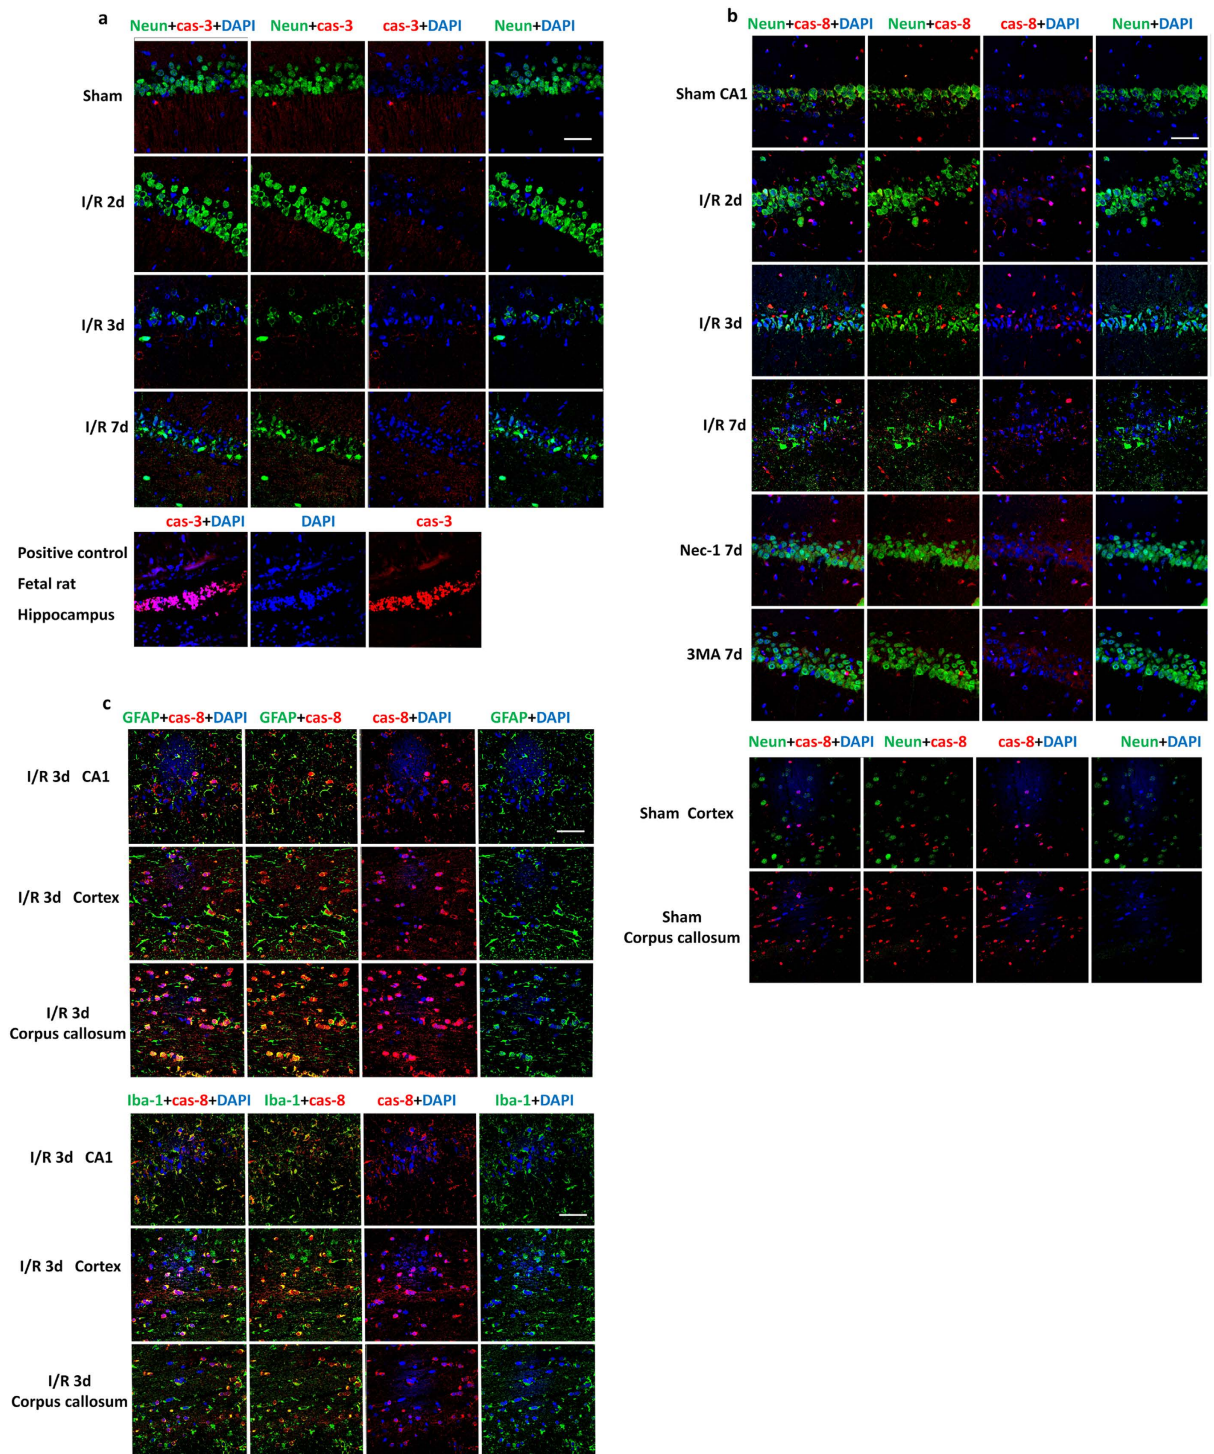 a
Neun+cas-3+DAPI Neun+cas-3 cas-3+DAPI Neun+DAPI
Sham
I/R 2d
I/R 3d
I/R 7d
cas-3+DAPI DAPI cas-3
Positive control
Fetal rat
Hippocampus
b
Neun+cas-8+DAPI Neun+cas-8 cas-8+DAPI Neun+DAPI
Sham CA1
I/R 2d
I/R 3d
I/R 7d
Nec-1 7d
3MA 7d
Neun+cas-8+DAPI Neun+cas-8 cas-8+DAPI Neun+DAPI
Sham Cortex
Sham
Corpus callosum
c
GFAP+cas-8+DAPI GFAP+cas-8 cas-8+DAPI GFAP+DAPI
I/R 3d CA1
I/R 3d Cortex
I/R 3d
Corpus callosum
Iba-1+cas-8+DAPI Iba-1+cas-8 cas-8+DAPI Iba-1+DAPI
I/R 3d CA1
I/R 3d Cortex
I/R 3d
Corpus callosum